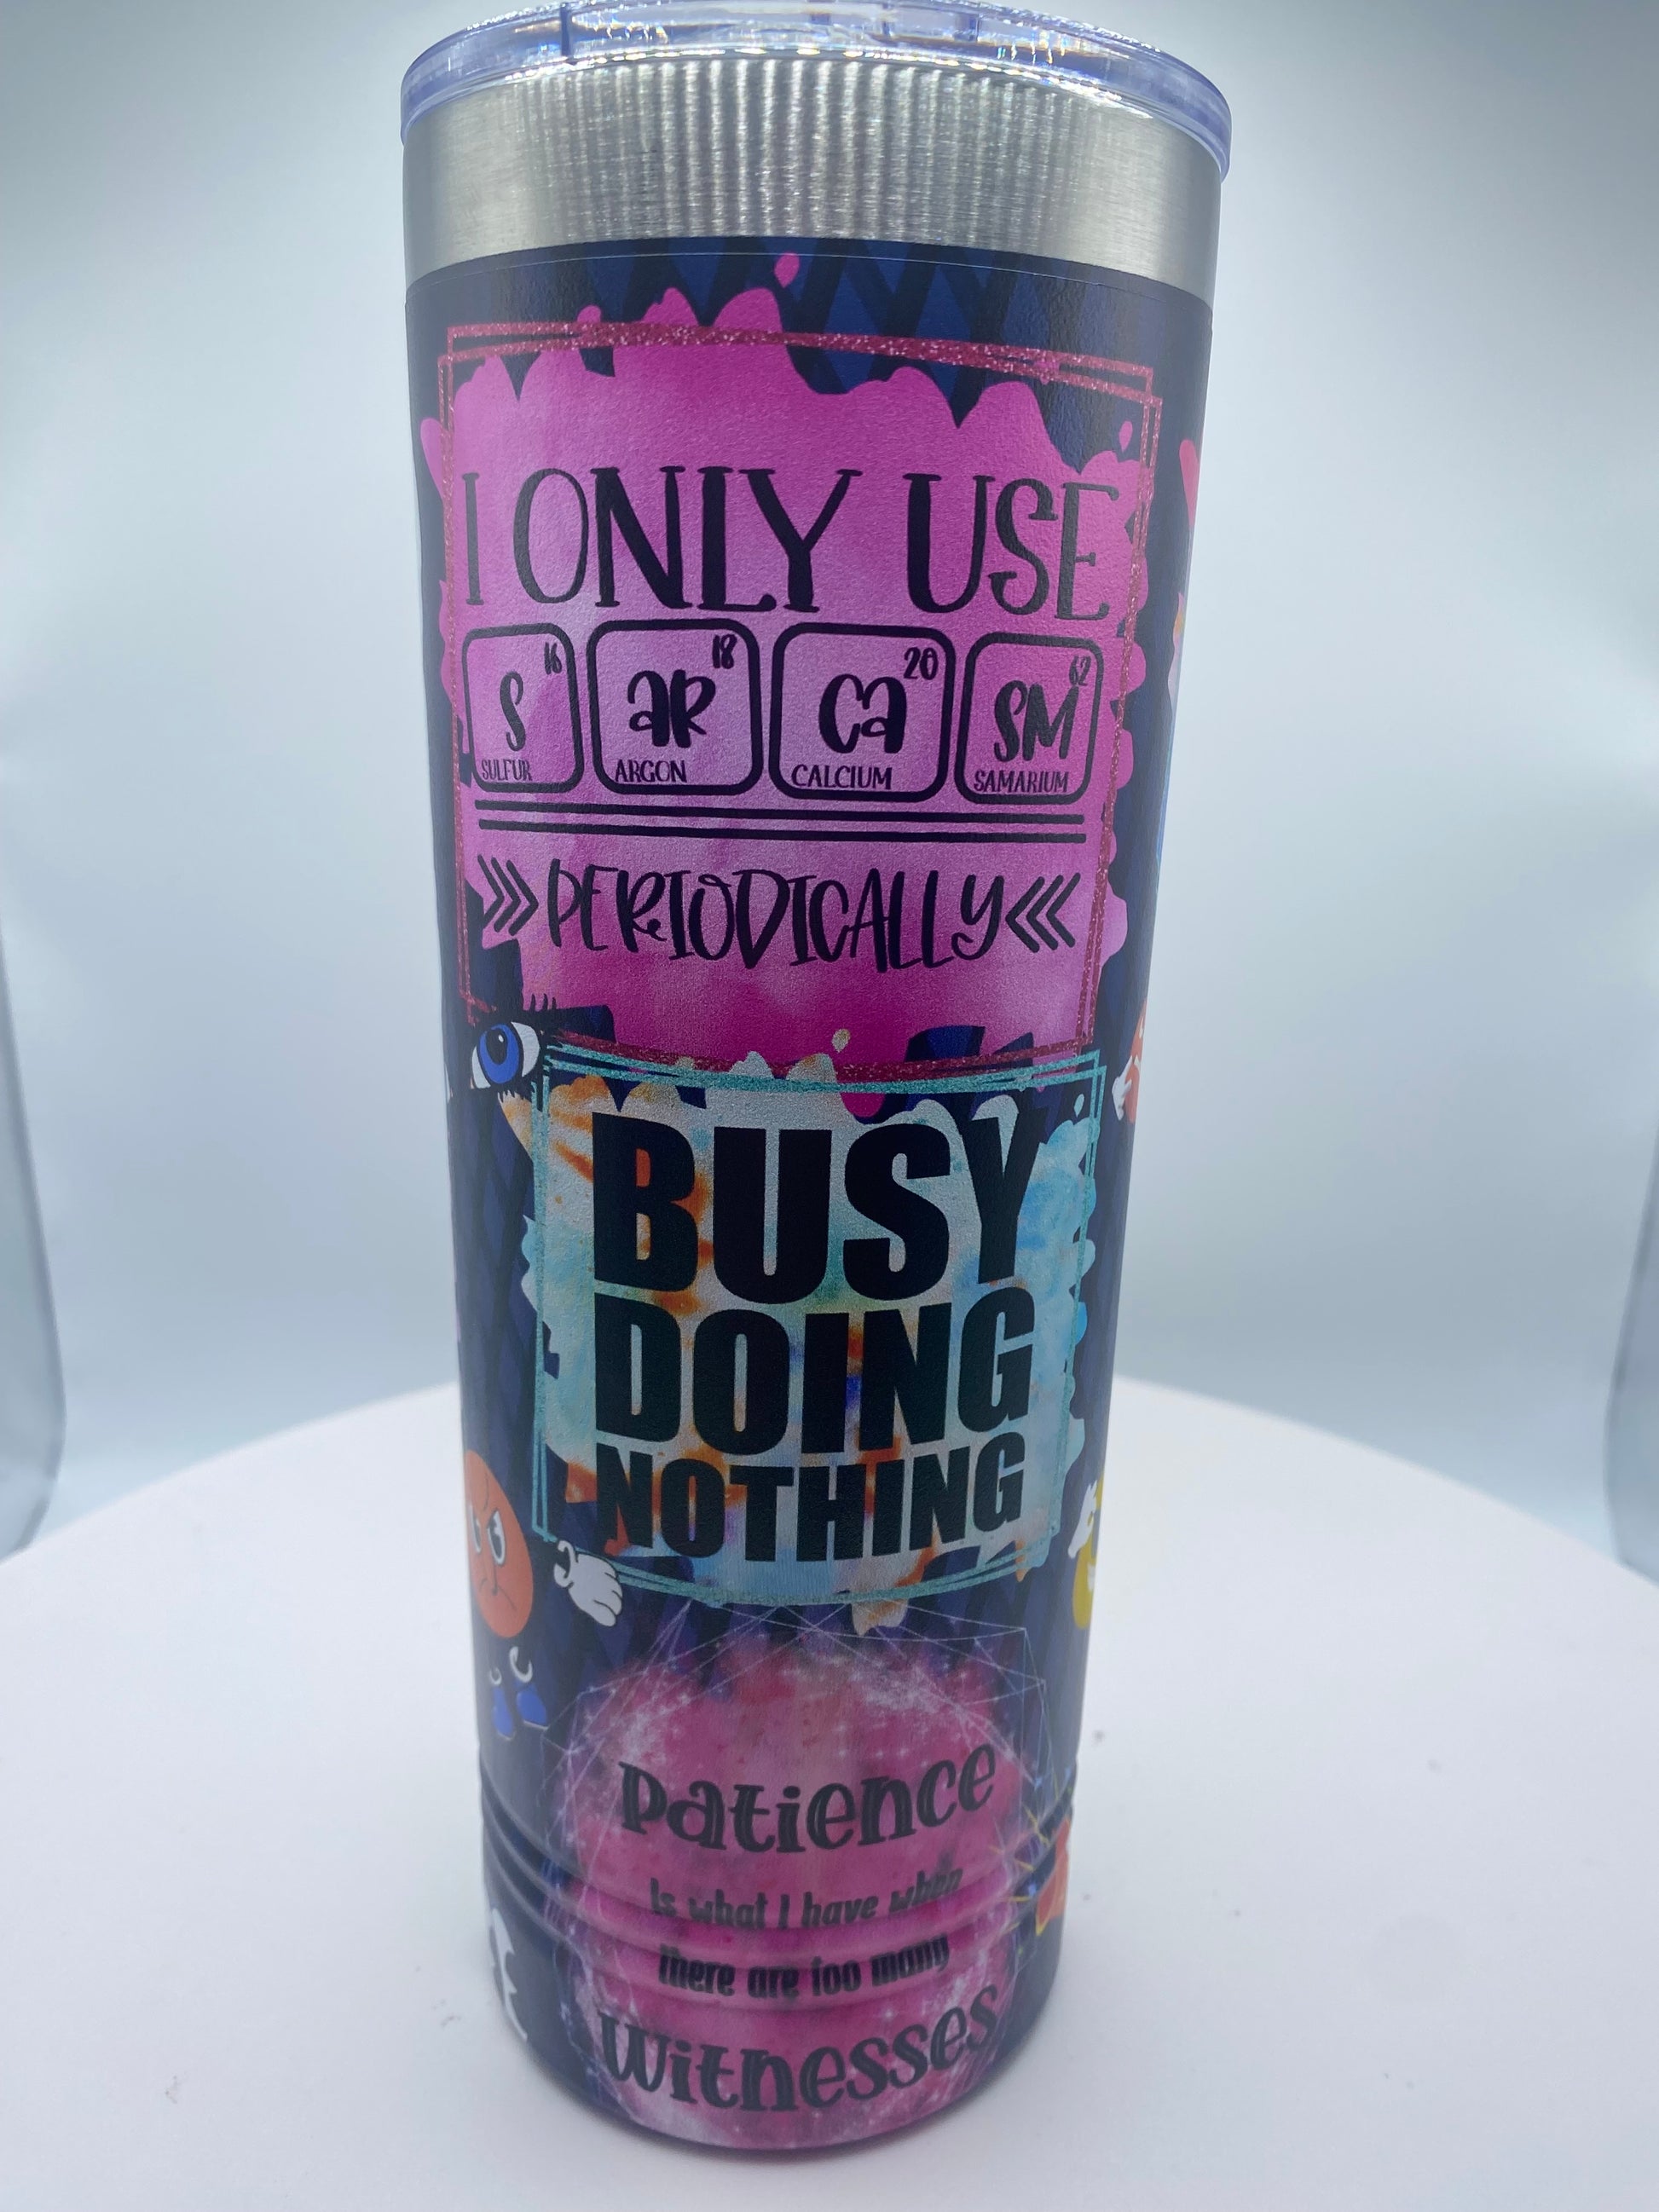 I ONLY USE
16 18 20 62
S aR Ca SM
SULFUR ARGON CALCIUM SAMARIUM
PERIODICALLY
BUSY
DOING
NOTHING
Patience
Is what I have when
there are too many
Witnesses